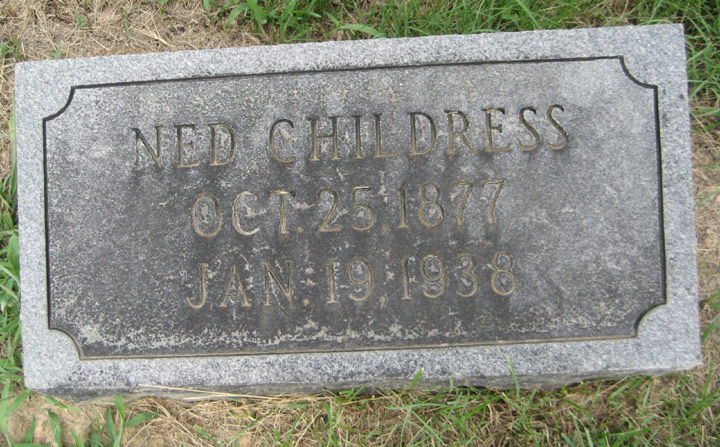 NED CHILDRESS
OCT. 25, 1877
JAN. 19, 1938